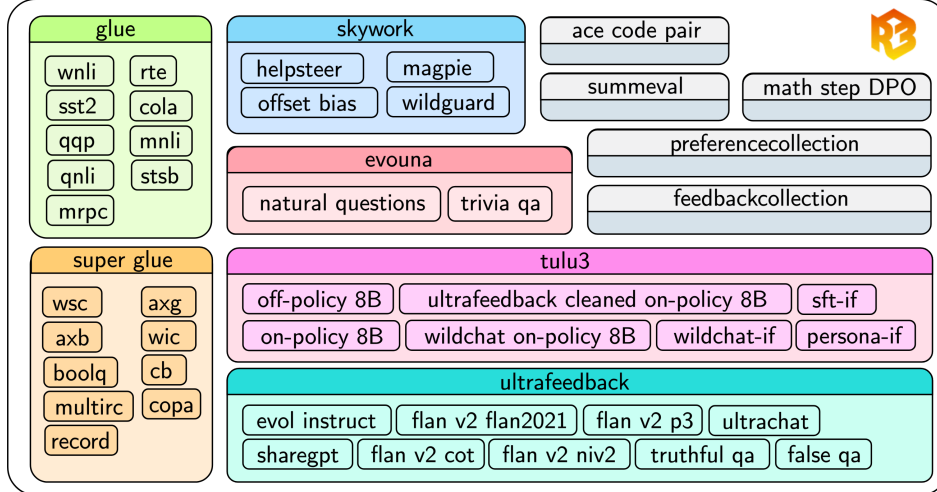 glue
wnli rte
sst2 cola
qqp mnli
qnli stsb
mrpc
skywork
helpsteer magpie
offset bias wildguard
ace code pair
summeval
math step DPO
preferencecollection
feedbackcollection
R3
evouna
natural questions trivia qa
super glue
wsc axg
axb wic
boolq cb
multirc copa
record
tulu3
off-policy 8B ultrafeedback cleaned on-policy 8B sft-if
on-policy 8B wildchat on-policy 8B wildchat-if persona-if
ultrafeedback
evol instruct flan v2 flan2021 flan v2 p3 ultrachat
sharegpt flan v2 cot flan v2 niv2 truthful qa false qa